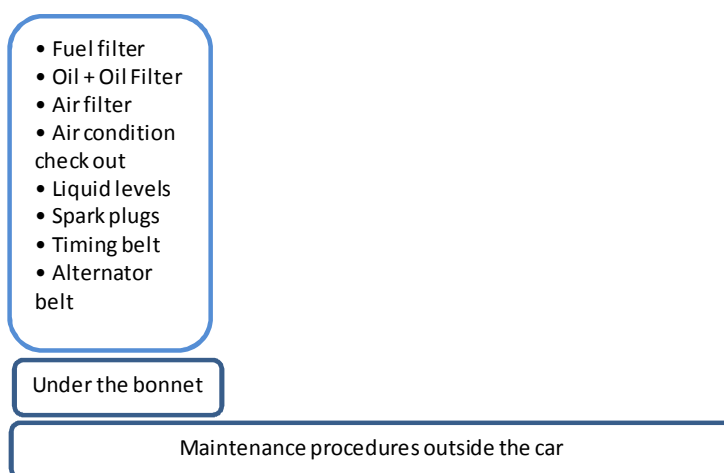 • Fuel filter
• Oil + Oil Filter
• Air filter
• Air condition
check out
• Liquid levels
• Spark plugs
• Timing belt
• Alternator
belt
Under the bonnet
Maintenance procedures outside the car